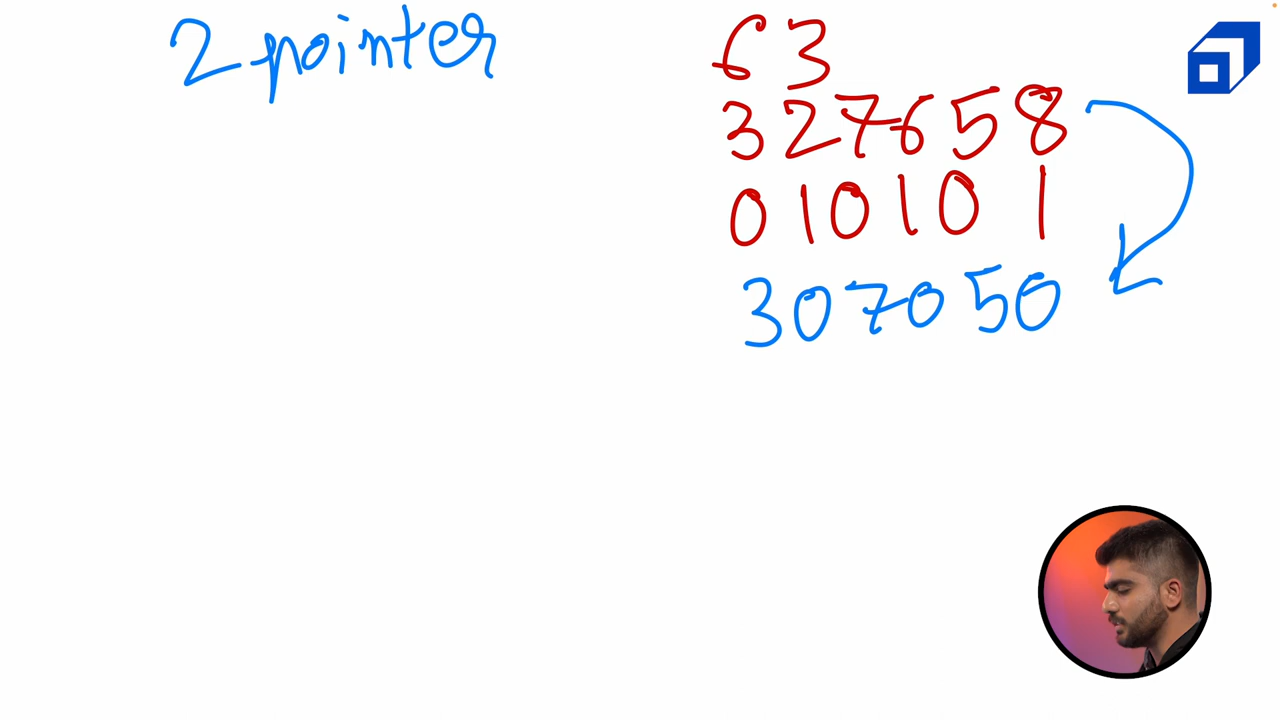 2 pointer
6 3
3 2 7 6 5 8
0 1 0 1 0 1
3 0 7 0 5 0